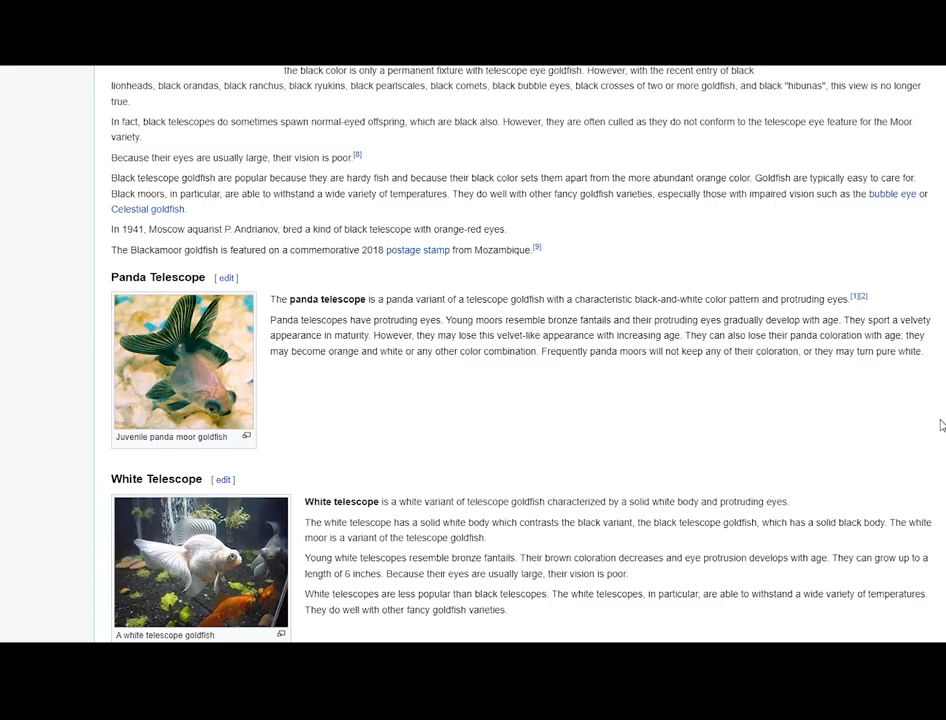 the black color is only a permanent fixture with telescope eye goldfish. However, with the recent entry of black
lionheads, black orandas, black ranchus, black ryukins, black pearlscales, black comets, black bubble eyes, black crosses of two or more goldfish, and black "hibunas", this view is no longer
true.
In fact, black telescopes do sometimes spawn normal-eyed offspring, which are black also. However, they are often culled as they do not conform to the telescope eye feature for the Moor
variety.
Because their eyes are usually large, their vision is poor.[8]
Black telescope goldfish are popular because they are hardy fish and because their black color sets them apart from the more abundant orange color. Goldfish are typically easy to care for.
Black moors, in particular, are able to withstand a wide variety of temperatures. They do well with other fancy goldfish varieties, especially those with impaired vision such as the bubble eye or
Celestial goldfish.
In 1941, Moscow aquarist P. Andrianov, bred a kind of black telescope with orange-red eyes.
The Blackamoor goldfish is featured on a commemorative 2018 postage stamp from Mozambique.[9]
Panda Telescope [ edit ]
The panda telescope is a panda variant of a telescope goldfish with a characteristic black-and-white color pattern and protruding eyes.[1][2]
Panda telescopes have protruding eyes. Young moors resemble bronze fantails and their protruding eyes gradually develop with age. They sport a velvety
appearance in maturity. However, they may lose this velvet-like appearance with increasing age. They can also lose their panda coloration with age; they
may become orange and white or any other color combination. Frequently panda moors will not keep any of their coloration, or they may turn pure white.
Juvenile panda moor goldfish
White Telescope [ edit ]
White telescope is a white variant of telescope goldfish characterized by a solid white body and protruding eyes.
The white telescope has a solid white body which contrasts the black variant, the black telescope goldfish, which has a solid black body. The white
moor is a variant of the telescope goldfish.
Young white telescopes resemble bronze fantails. Their brown coloration decreases and eye protrusion develops with age. They can grow up to a
length of 6 inches. Because their eyes are usually large, their vision is poor.
White telescopes are less popular than black telescopes. The white telescopes, in particular, are able to withstand a wide variety of temperatures.
They do well with other fancy goldfish varieties.
A white telescope goldfish